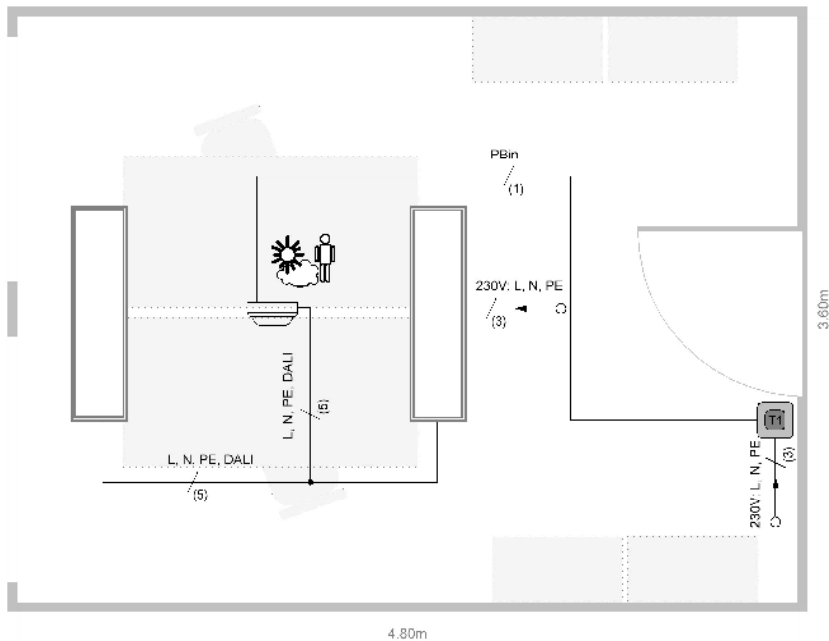 PBin
(1)
230V: L, N, PE
(3)
3.60m
L, N, PE, DALI
(5)
T1
L, N. PE, DALI
(5)
230V: L, N, PE
(3)
4.80m